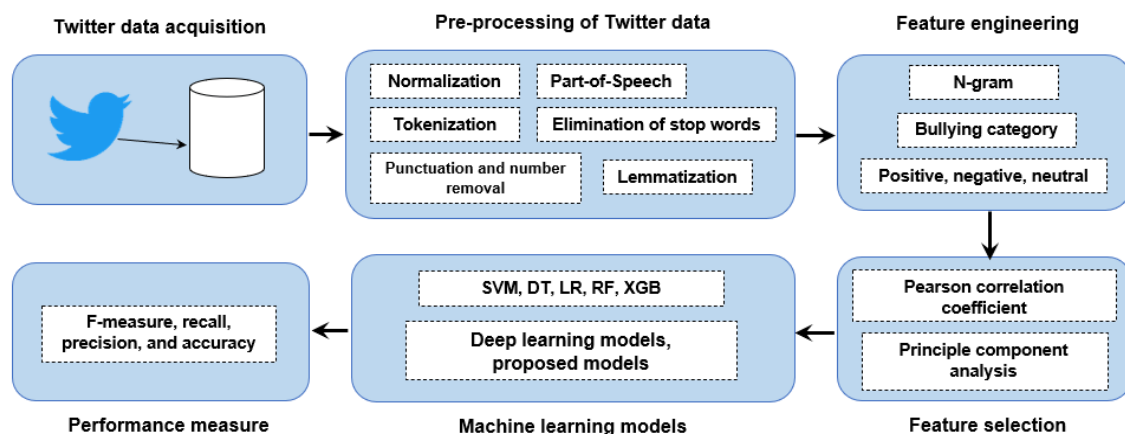 Twitter data acquisition
Pre-processing of Twitter data
Feature engineering
Normalization
Part-of-Speech
Tokenization
Elimination of stop words
Punctuation and number
removal
Lemmatization
N-gram
Bullying category
Positive, negative, neutral
Pearson correlation
coefficient
Principle component
analysis
Feature selection
SVM, DT, LR, RF, XGB
Deep learning models,
proposed models
Machine learning models
F-measure, recall,
precision, and accuracy
Performance measure